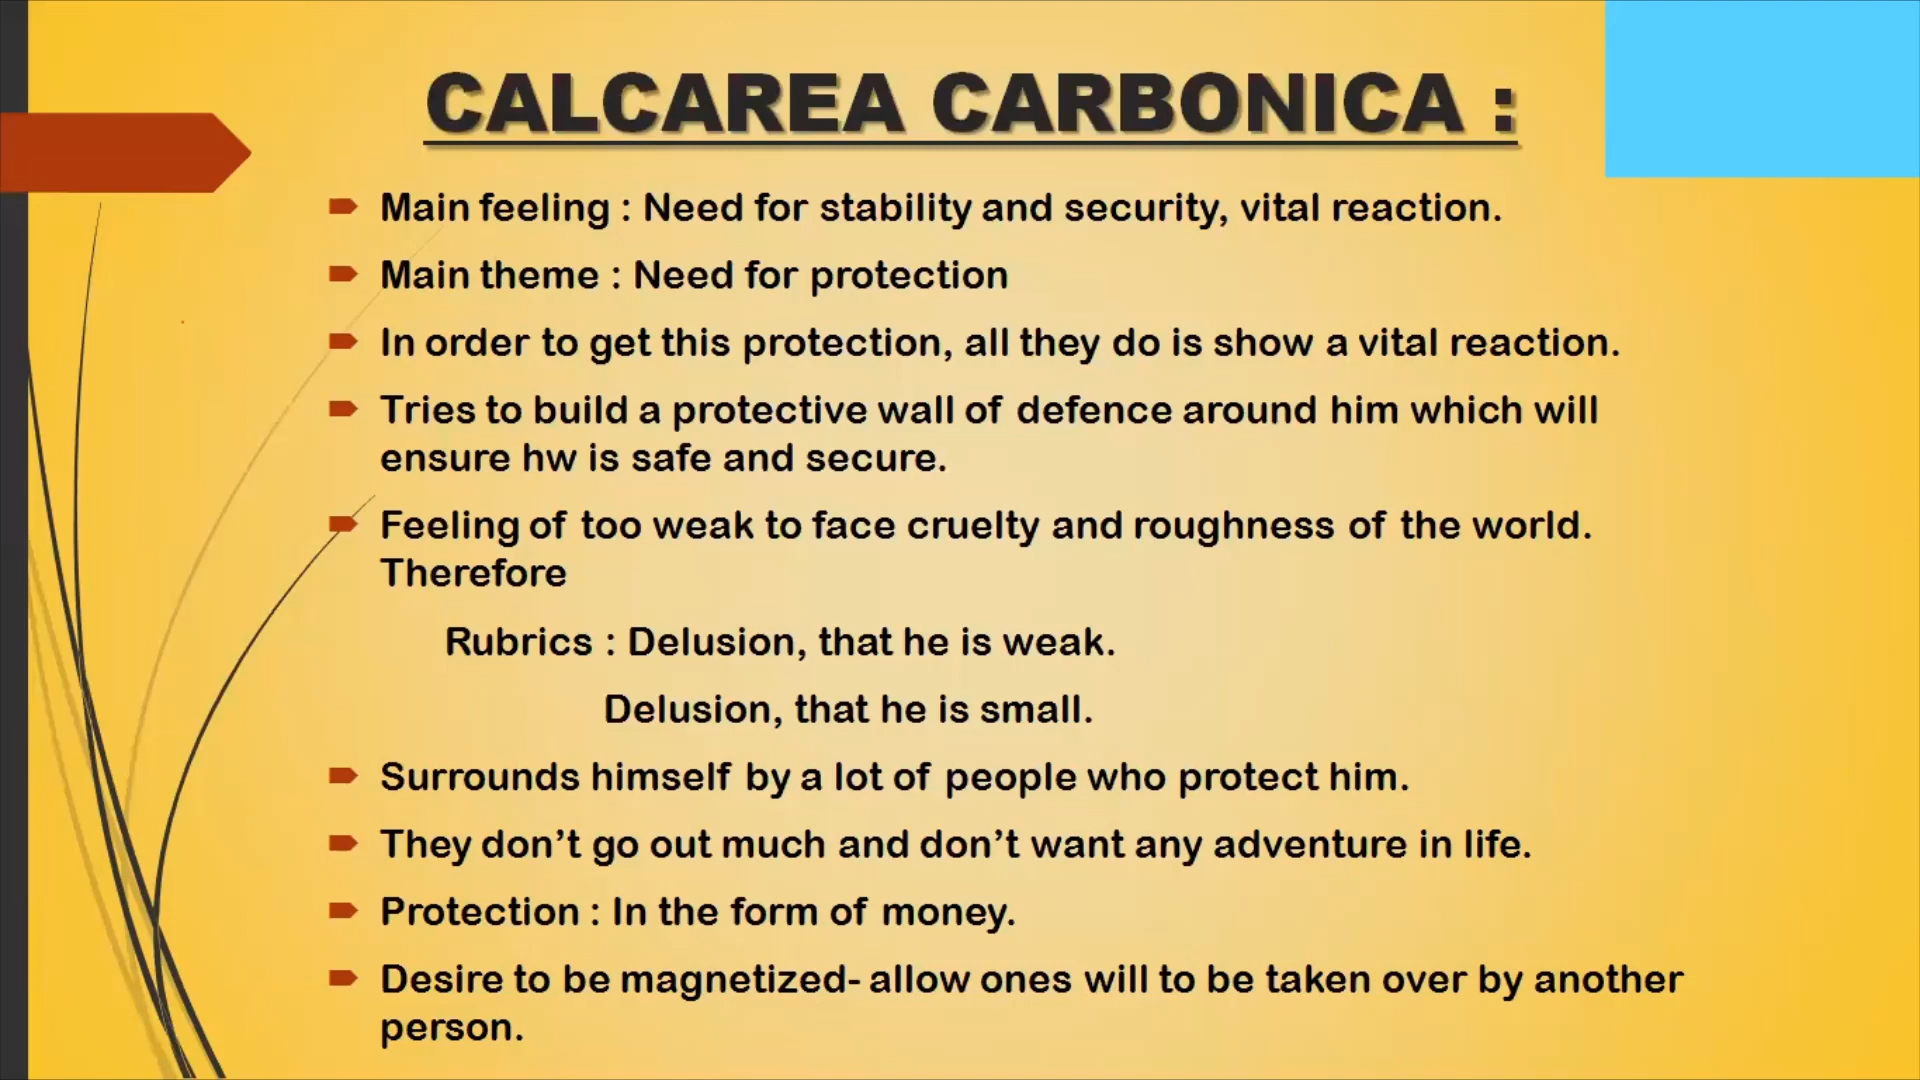 CALCAREA CARBONICA :
Main feeling : Need for stability and security, vital reaction.
Main theme : Need for protection
In order to get this protection, all they do is show a vital reaction.
Tries to build a protective wall of defence around him which will
ensure hw is safe and secure.
Feeling of too weak to face cruelty and roughness of the world.
Therefore
Rubrics : Delusion, that he is weak.
Delusion, that he is small.
Surrounds himself by a lot of people who protect him.
They don’t go out much and don’t want any adventure in life.
Protection : In the form of money.
Desire to be magnetized- allow ones will to be taken over by another
person.